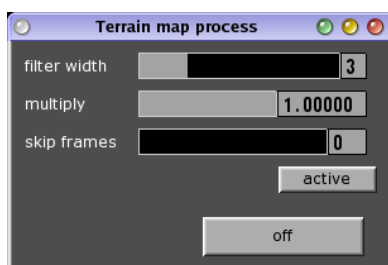 Terrain map process
filter width 3
multiply 1.00000
skip frames 0
active
off